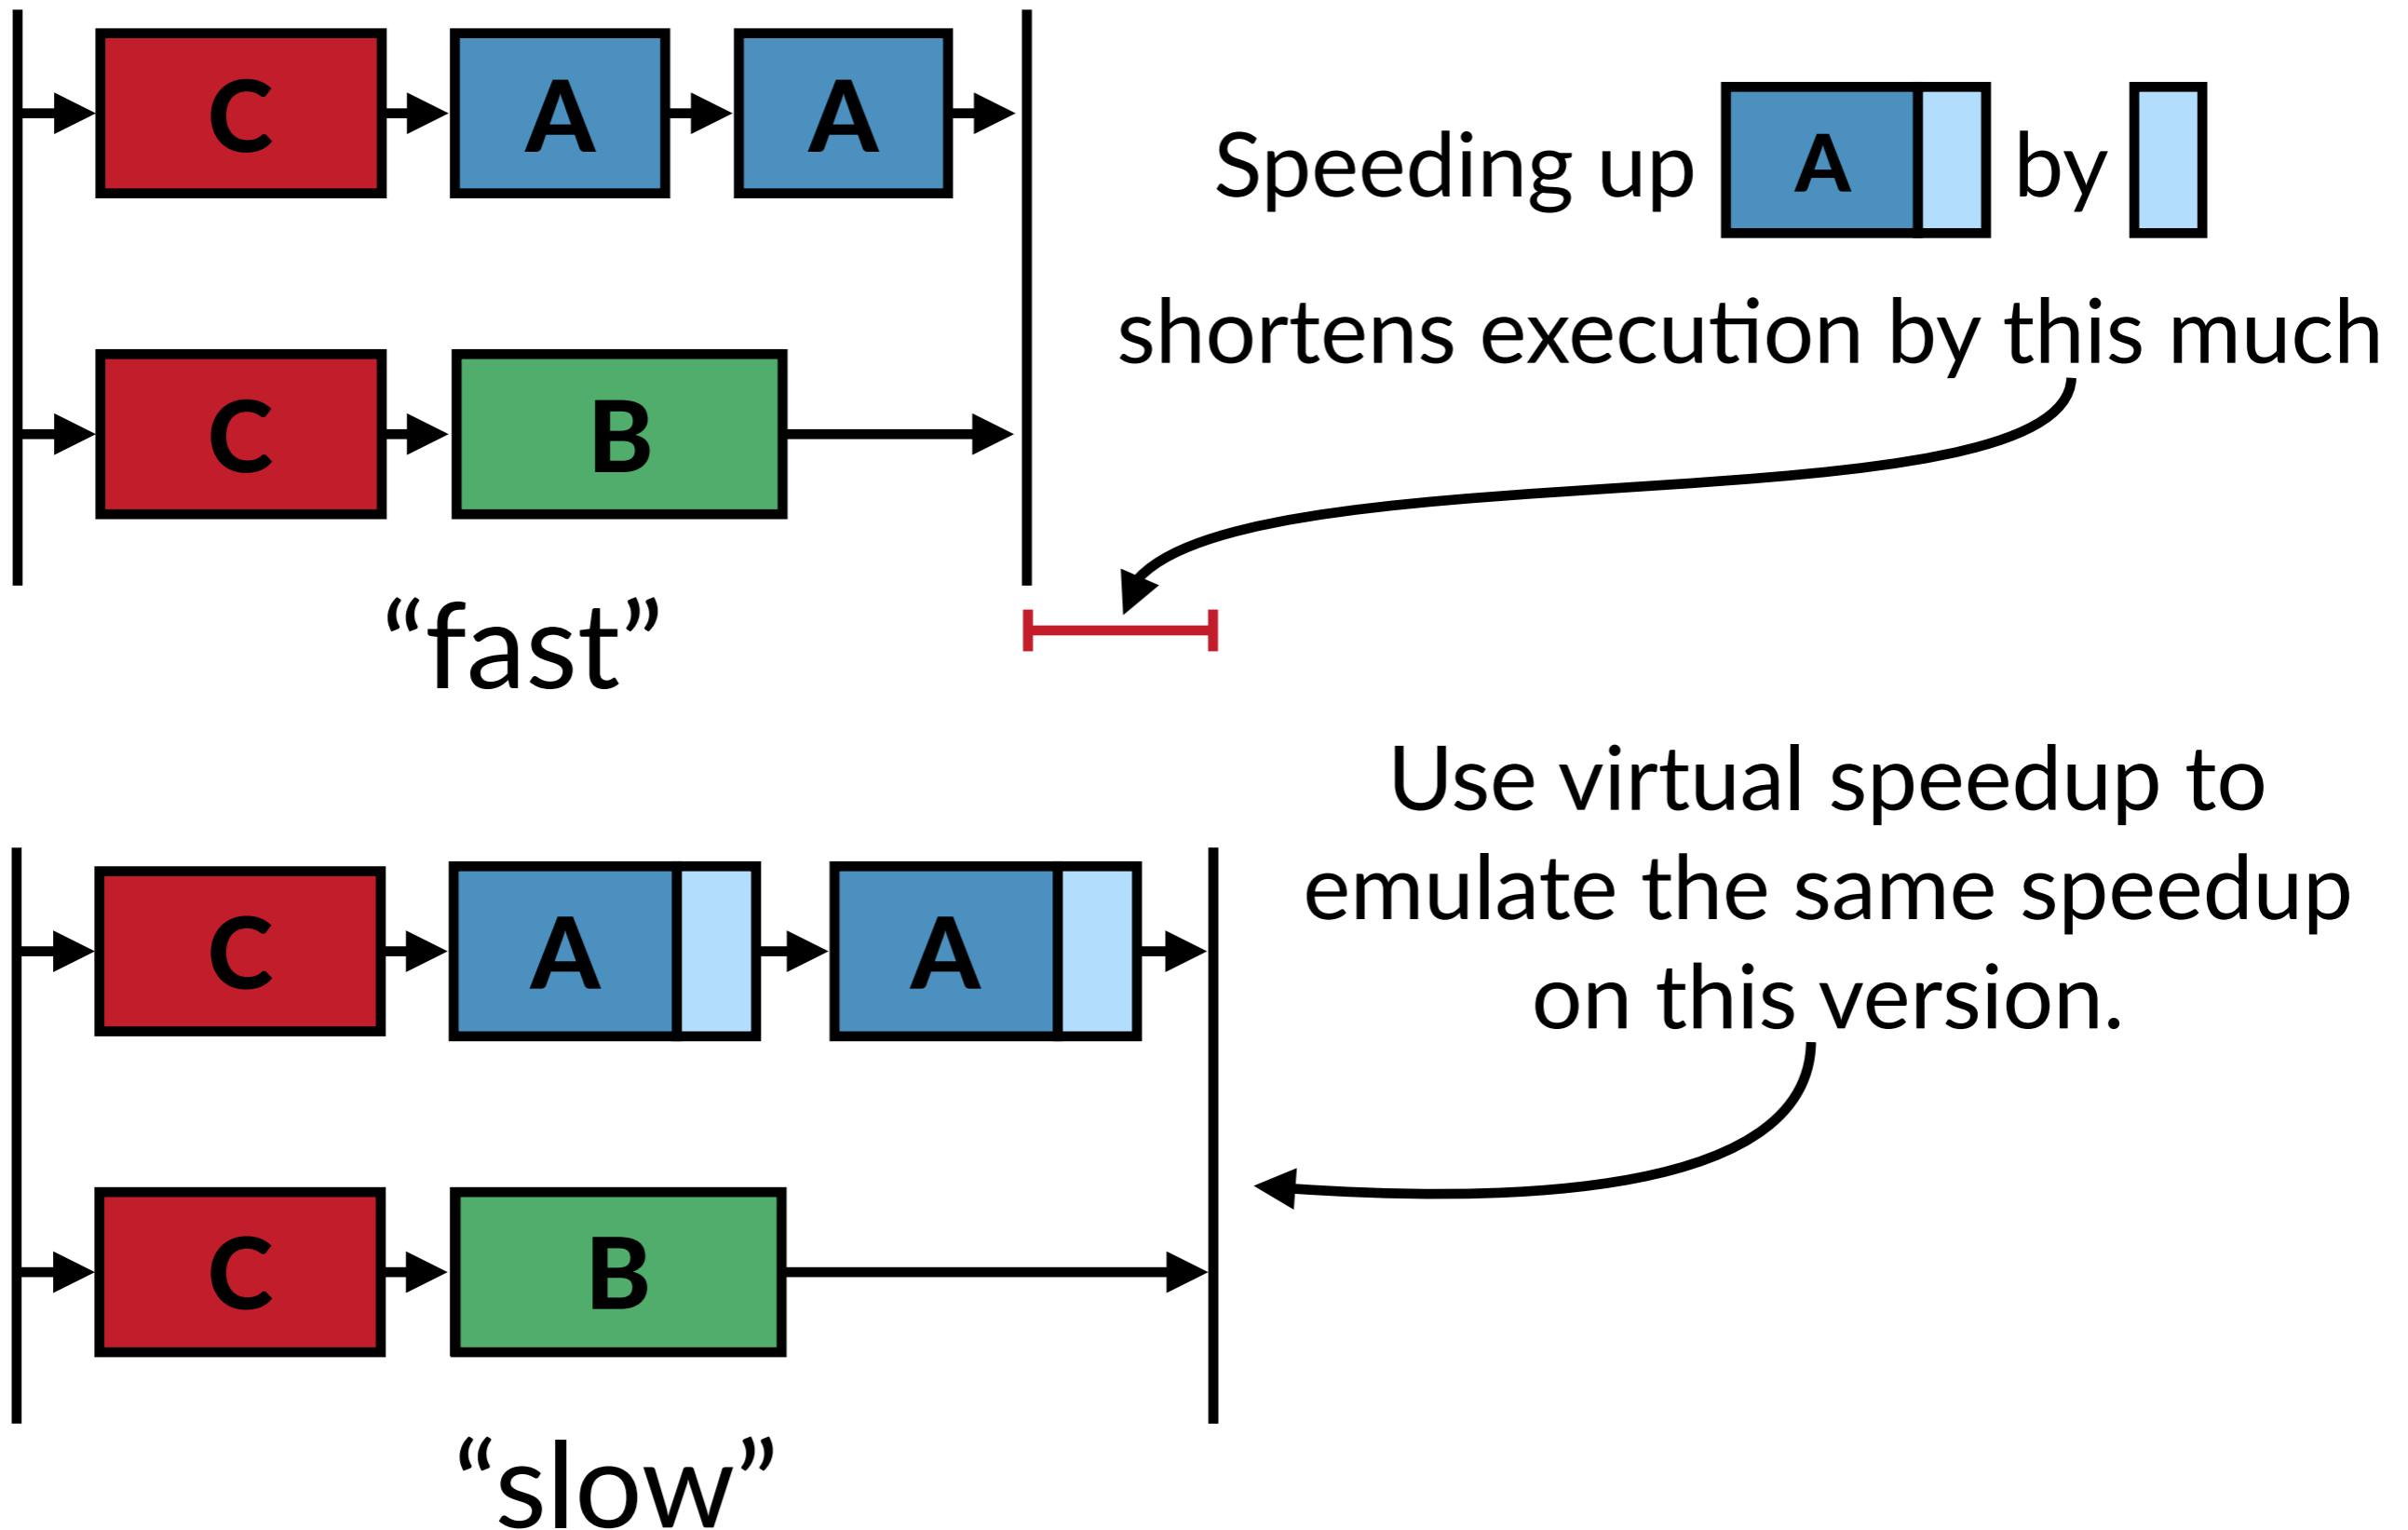 C A A
Speeding up A by
shortens execution by this much
C B
“fast”
Use virtual speedup to
emulate the same speedup
on this version.
C A A
C B
“slow”